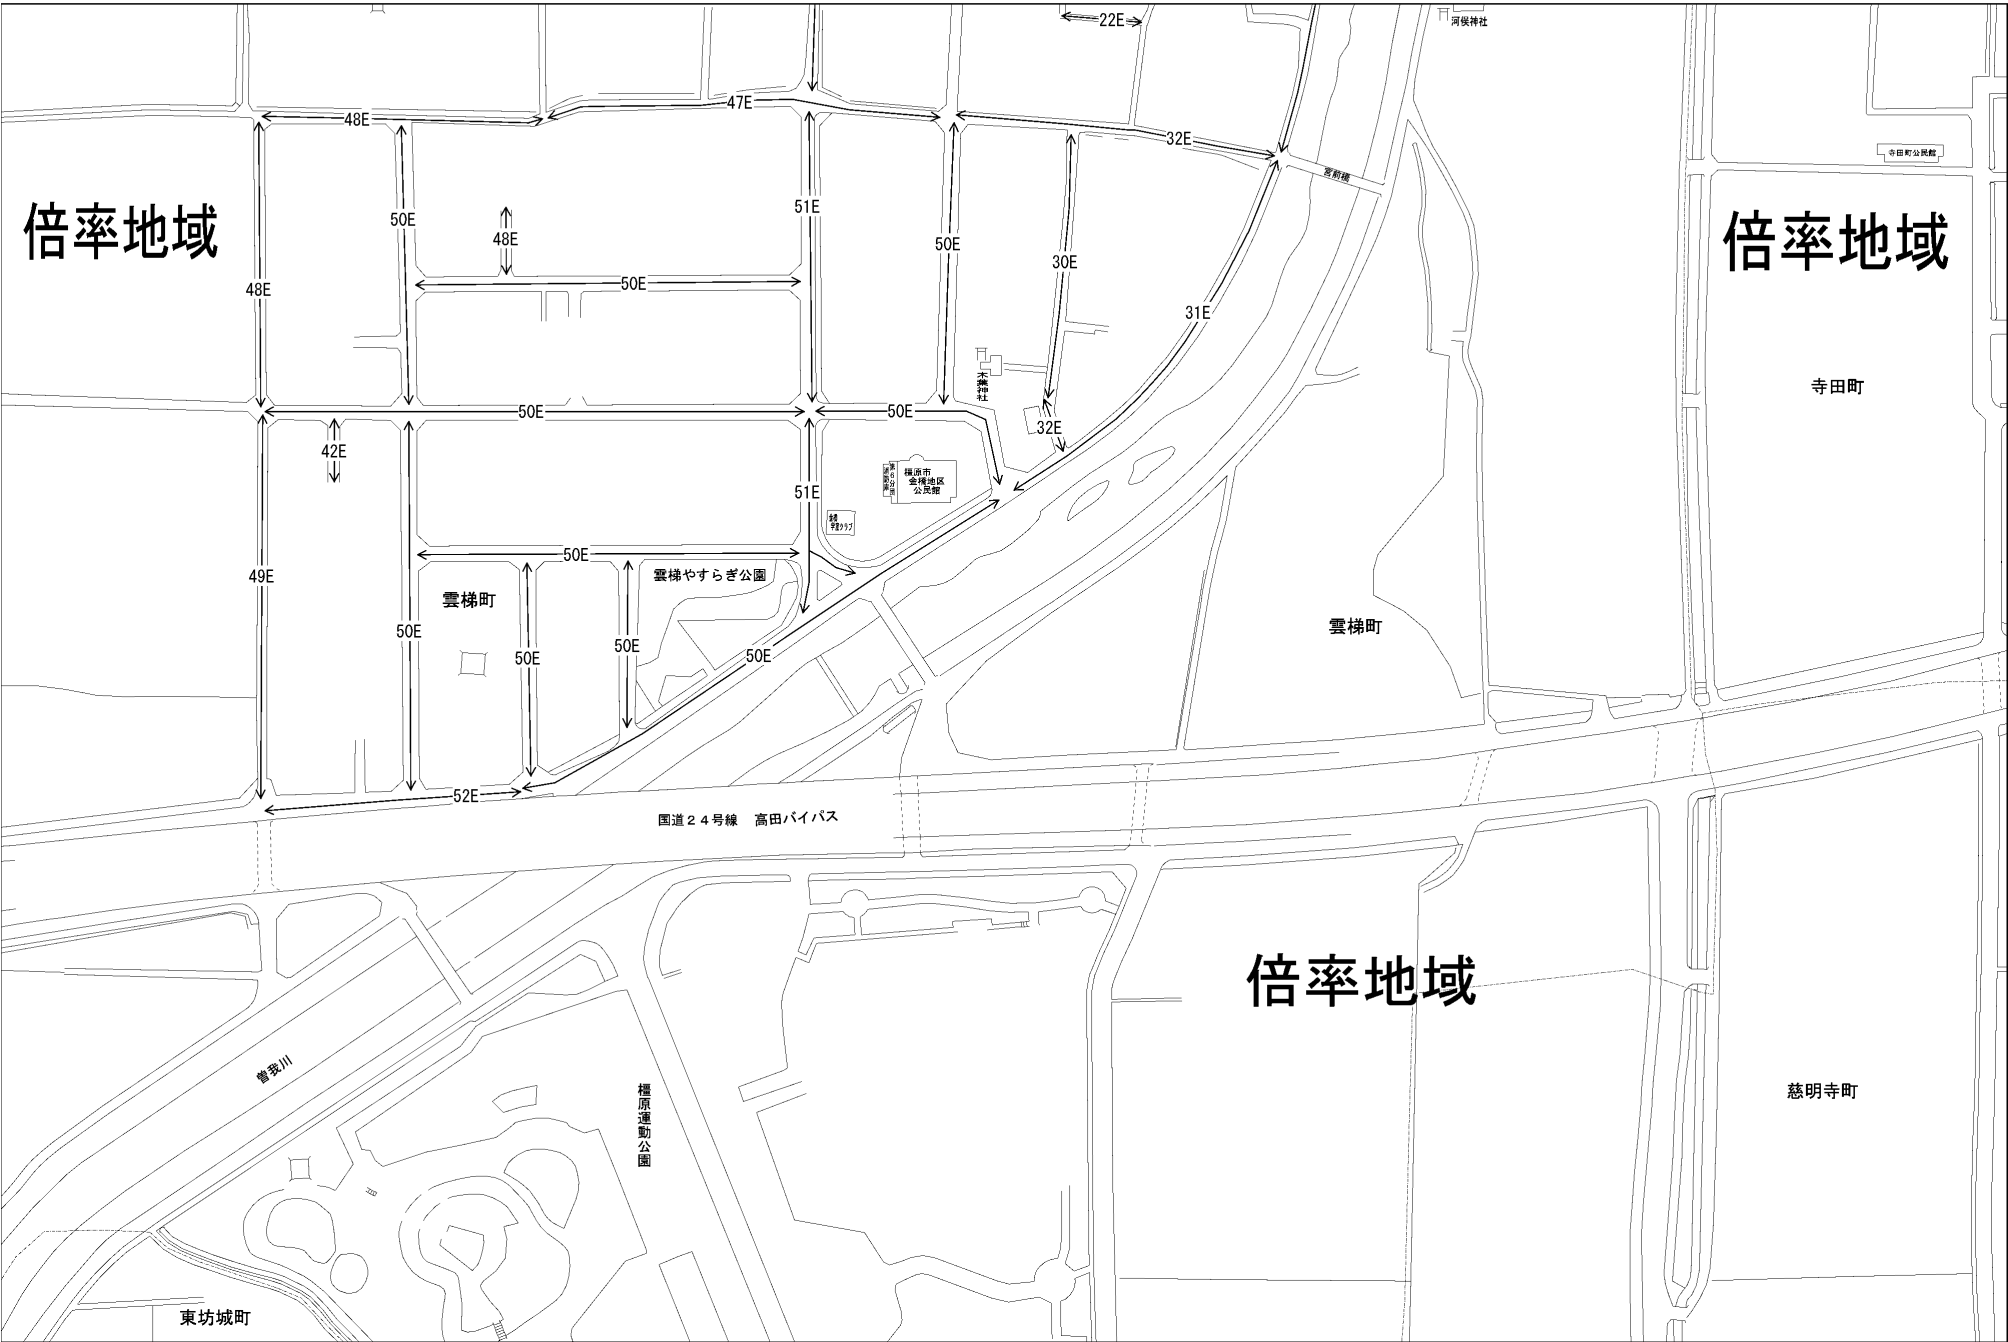 22E
河俣神社
47E
48E
32E
寺田町公民館
宮前橋
倍率地域
50E
48E
51E
50E
30E
倍率地域
48E
50E
31E
木葉神社
寺田町
50E
50E
32E
42E
橿原市
金橋地区
公民館
51E
学童クラブ
50E
49E
雲梯やすらぎ公園
雲梯町
50E
50E
50E
50E
雲梯町
52E
国道24号線 高田バイパス
倍率地域
曽我川
橿原運動公園
慈明寺町
東坊城町